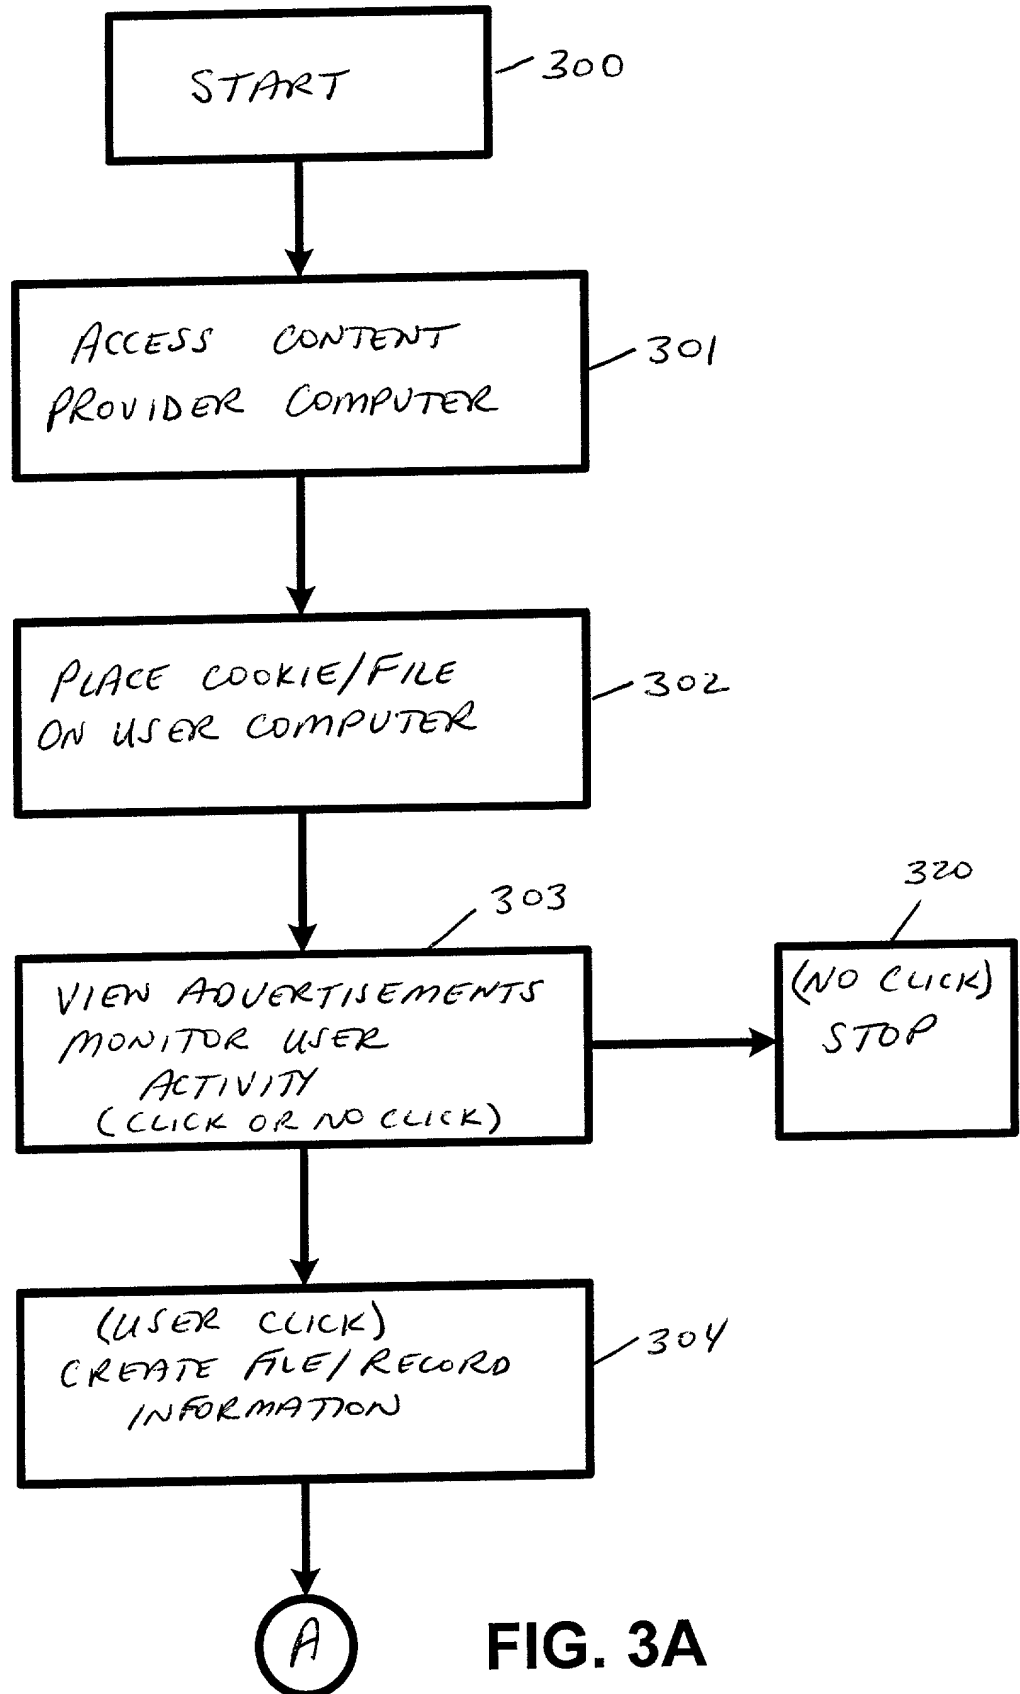 START
300
ACCESS CONTENT
PROVIDER COMPUTER
301
PLACE COOKIE/FILE
ON USER COMPUTER
302
303
320
VIEW ADVERTISEMENTS
MONITOR USER
ACTIVITY
(CLICK OR NO CLICK)
(NO CLICK)
STOP
(USER CLICK)
CREATE FILE/RECORD
INFORMATION
304
A
FIG. 3A